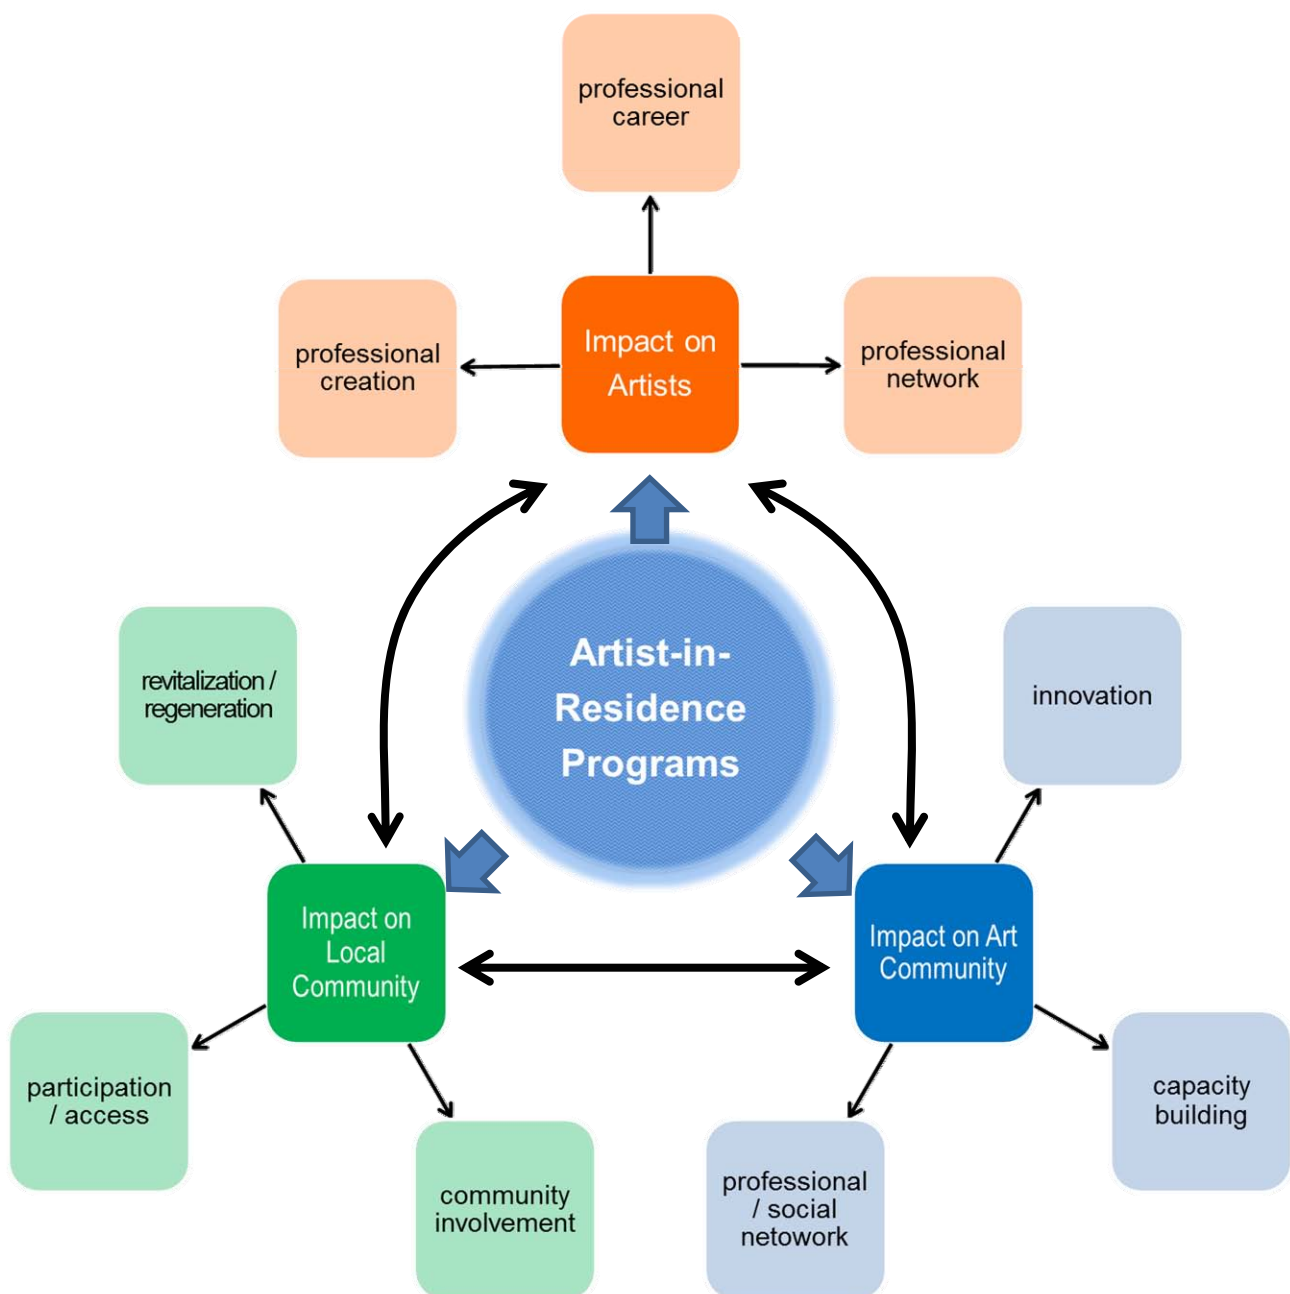 professional
career
professional
creation
Impact on
Artists
professional
network
Artist-in-
Residence
Programs
revitalization /
regeneration
innovation
Impact on
Local
Community
Impact on Art
Community
participation
/ access
community
involvement
professional
/ social
netowork
capacity
building